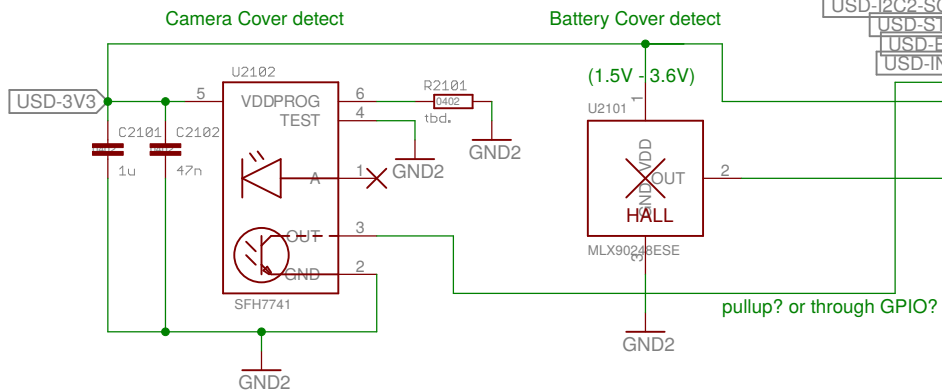 Camera Cover detect
Battery Cover detect
USD-I2C2-SC
USD-ST
USD-
USD-IN
USD-3V3
U2102
5
VDDPROG
TEST
6
4
R2101
0402
tbd.
GND2
GND2
C2101
1u
C2102
47n
A
1
OUT
3
GND
2
SFH7741
GND2
(1.5V - 3.6V)
U2101
1
VDD
OUT
2
GND
HALL
MLX90248ESE
3
GND2
pullup? or through GPIO?